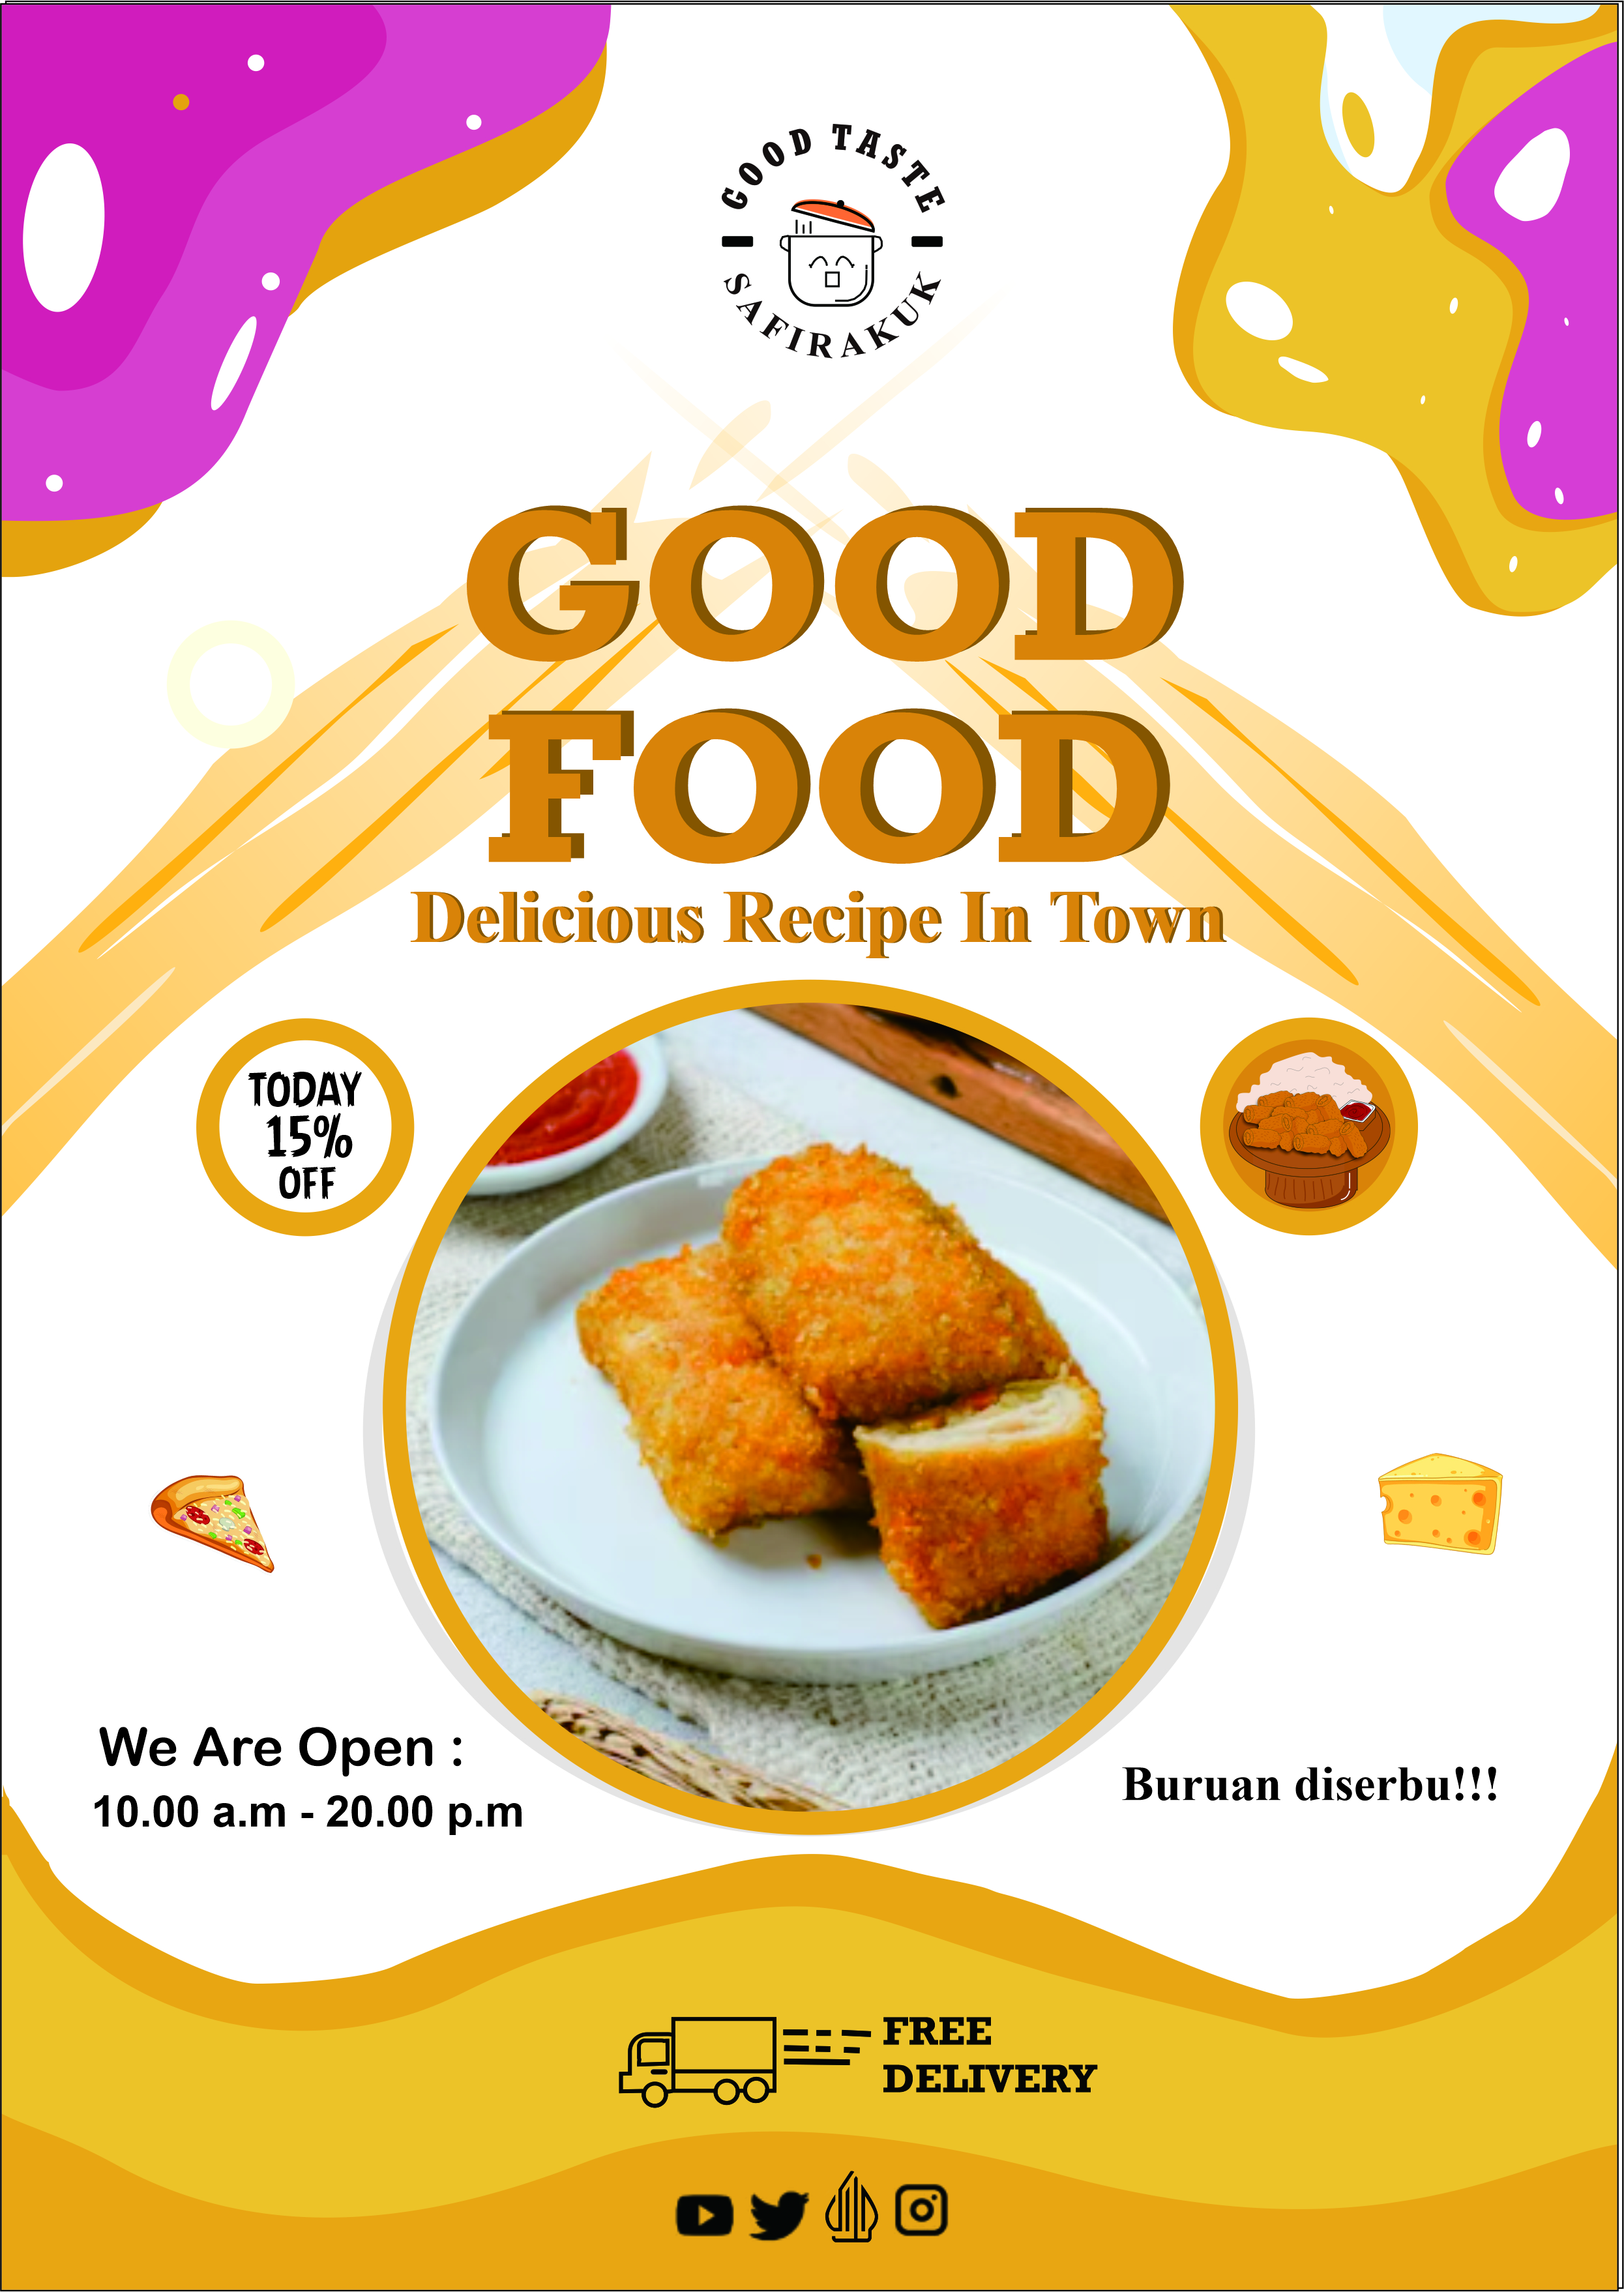 GOOD TASTE
SAFIRAKUK
GOOD
FOOD
Delicious Recipe In Town
TODAY
15%
OFF
We Are Open :
10.00 a.m - 20.00 p.m
Buruan diserbu!!!
FREE
DELIVERY